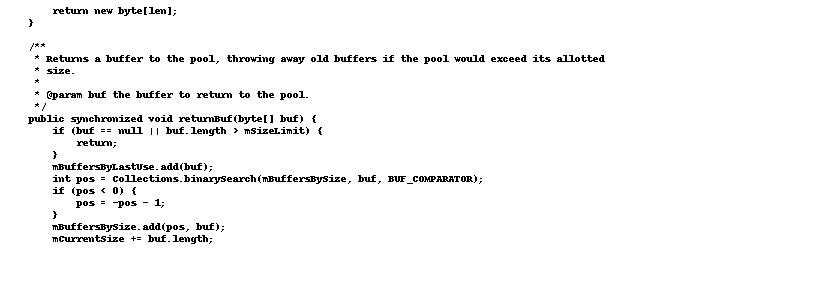 return new byte[len];
}
/**
* Returns a buffer to the pool, throwing away old buffers if the pool would exceed its allotted
* size.
*
* @param buf the buffer to return to the pool.
*/
public synchronized void returnBuf(byte[] buf) {
if (buf == null || buf.length > mSizeLimit) {
return;
}
mBuffersByLastUse.add(buf);
int pos = Collections.binarySearch(mBuffersBySize, buf, BUF_COMPARATOR);
if (pos < 0) {
pos = -pos - 1;
}
mBuffersBySize.add(pos, buf);
mCurrentSize += buf.length;